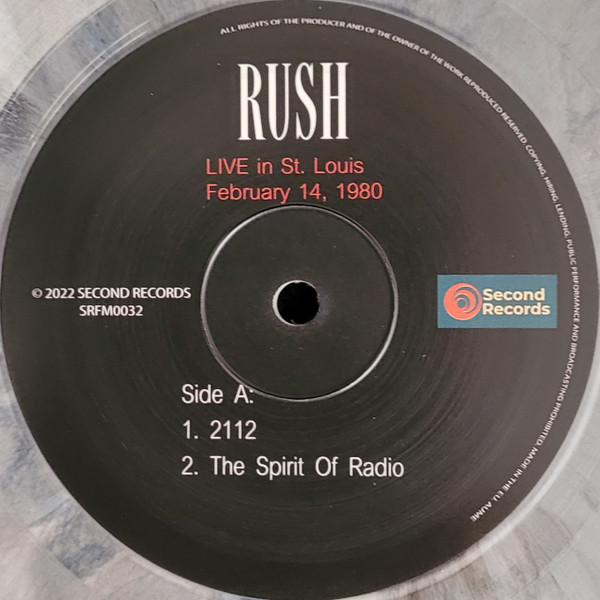 ALL RIGHTS OF THE PRODUCER AND OF THE OWNER OF THE WORK REPRODUCED RESERVED. COPYING, HIRING, LENDING, PUBLIC PERFORMANCE AND BROADCASTING PROHIBITED. MADE IN THE EU.
RUSH
LIVE in St. Louis
February 14, 1980
© 2022 SECOND RECORDS
SRFM0032
Second
Records
Side A:
1. 2112
2. The Spirit Of Radio